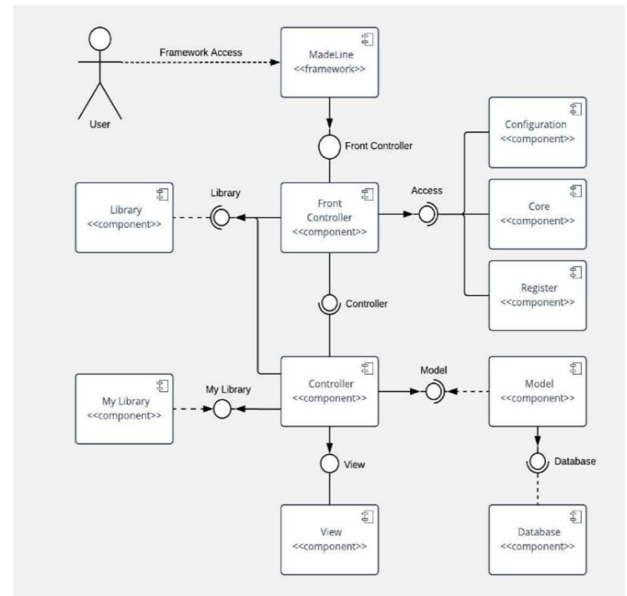 Framework Access
User
MadeLine
<<framework>>
Front Controller
Configuration
<<component>>
Library
<<component>>
Library
Front
Controller
<<component>>
Access
Core
<<component>>
Register
<<component>>
Controller
My Library
<<component>>
My Library
Controller
<<component>>
Model
Model
<<component>>
View
Database
View
<<component>>
Database
<<component>>